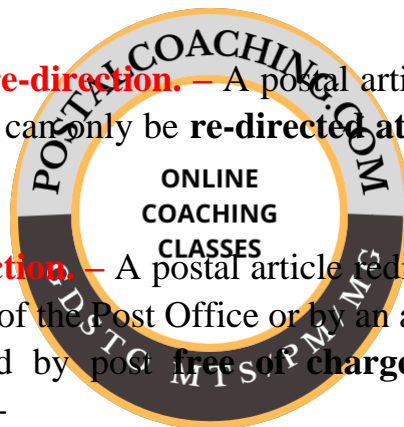 POSTALCOACHING.COM
re-direction. – A postal arti
can only be re-directed at
ONLINE
COACHING
CLASSES
ction. – A postal article redi
of the Post Office or by an a
d by post free of charge
-
GDS TO MTS/PM/MG